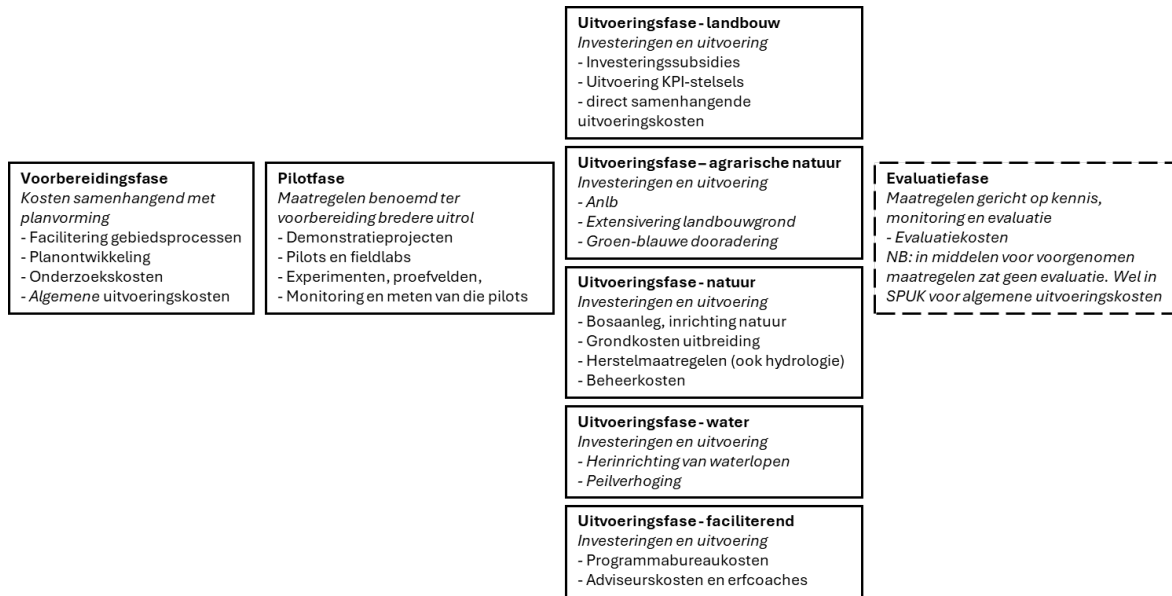 Voorbereidingsfase
Kosten samenhangend met
planvorming
- Facilitering gebiedsprocessen
- Planontwikkeling
- Onderzoekskosten
- Algemene uitvoeringskosten
Pilotfase
Maatregelen benoemd ter
voorbereiding bredere uitrol
- Demonstratieprojecten
- Pilots en fieldlabs
- Experimenten, proefvelden,
- Monitoring en meten van die pilots
Uitvoeringsfase - landbouw
Investeringen en uitvoering
- Investeringssubsidies
- Uitvoering KPI-stelsels
- direct samenhangende
uitvoeringskosten
Uitvoeringsfase – agrarische natuur
Investeringen en uitvoering
- Anlb
- Extensivering landbouwgrond
- Groen-blauwe dooradering
Uitvoeringsfase - natuur
Investeringen en uitvoering
- Bosaanleg, inrichting natuur
- Grondkosten uitbreiding
- Herstelmaatregelen (ook hydrologie)
- Beheerkosten
Uitvoeringsfase - water
Investeringen en uitvoering
- Herinrichting van waterlopen
- Peilverhoging
Uitvoeringsfase - faciliterend
Investeringen en uitvoering
- Programmabureaukosten
- Adviseurskosten en erfcoaches
Evaluatiefase
Maatregelen gericht op kennis,
monitoring en evaluatie
- Evaluatiekosten
NB: in middelen voor voorgenomen
maatregelen zat geen evaluatie. Wel in
SPUK voor algemene uitvoeringskosten